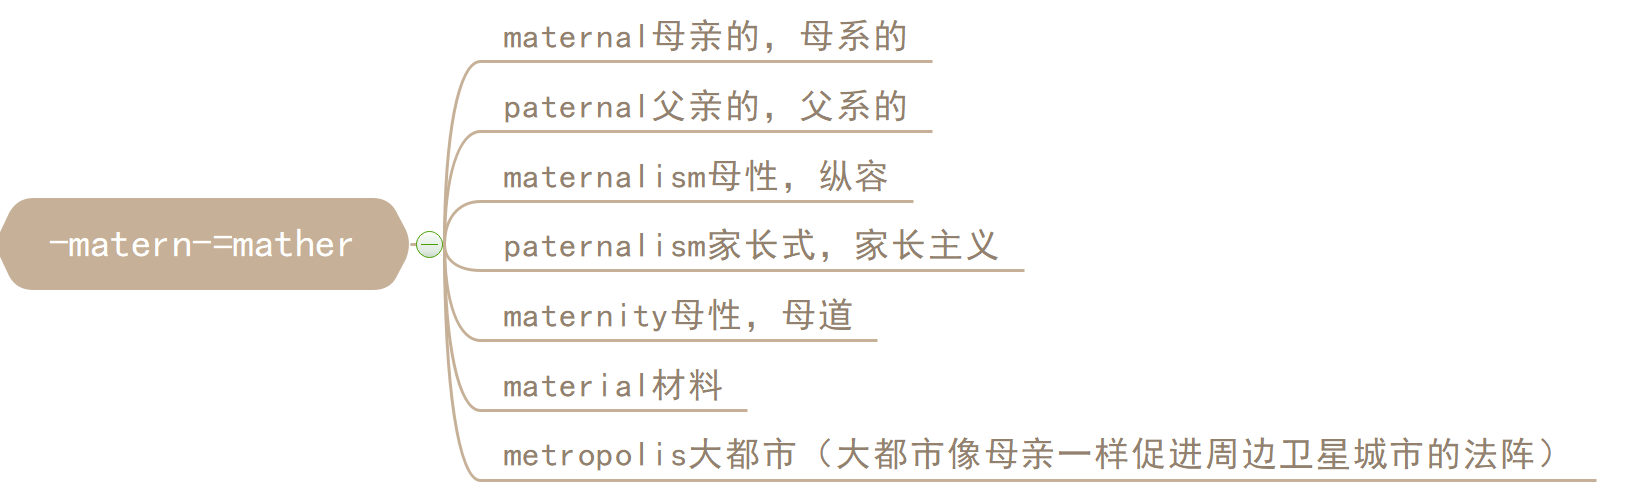 maternal母亲的，母系的
paternal父亲的，父系的
maternalism母性，纵容
-matern-=mather
paternalism家长式，家长主义
maternity母性，母道
material材料
metropolis大都市（大都市像母亲一样促进周边卫星城市的法阵）